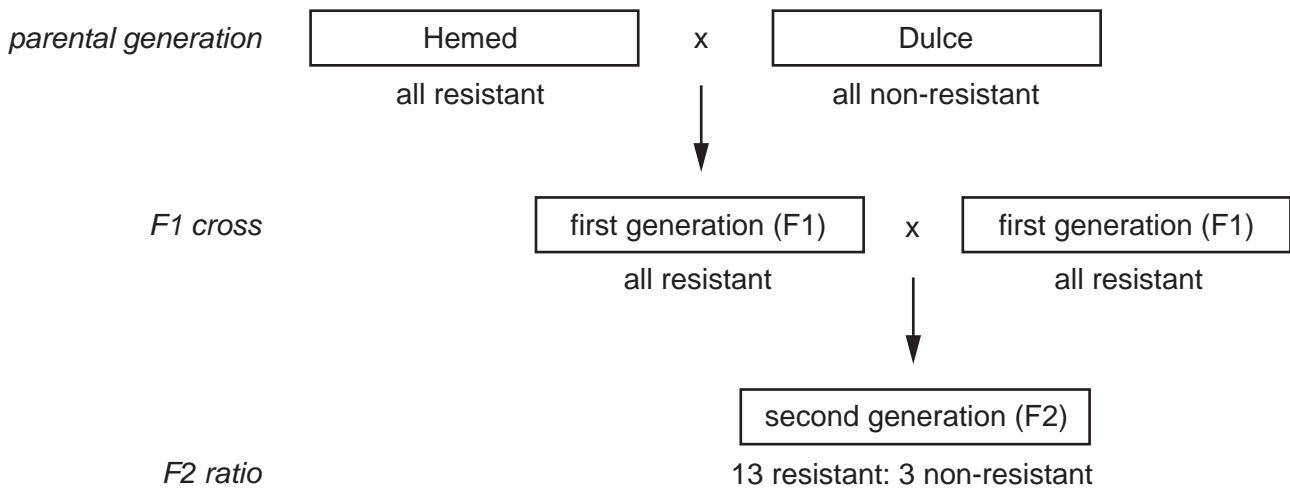 parental generation Hemed x Dulce
all resistant all non-resistant
F1 cross first generation (F1) x first generation (F1)
all resistant all resistant
second generation (F2)
F2 ratio 13 resistant: 3 non-resistant